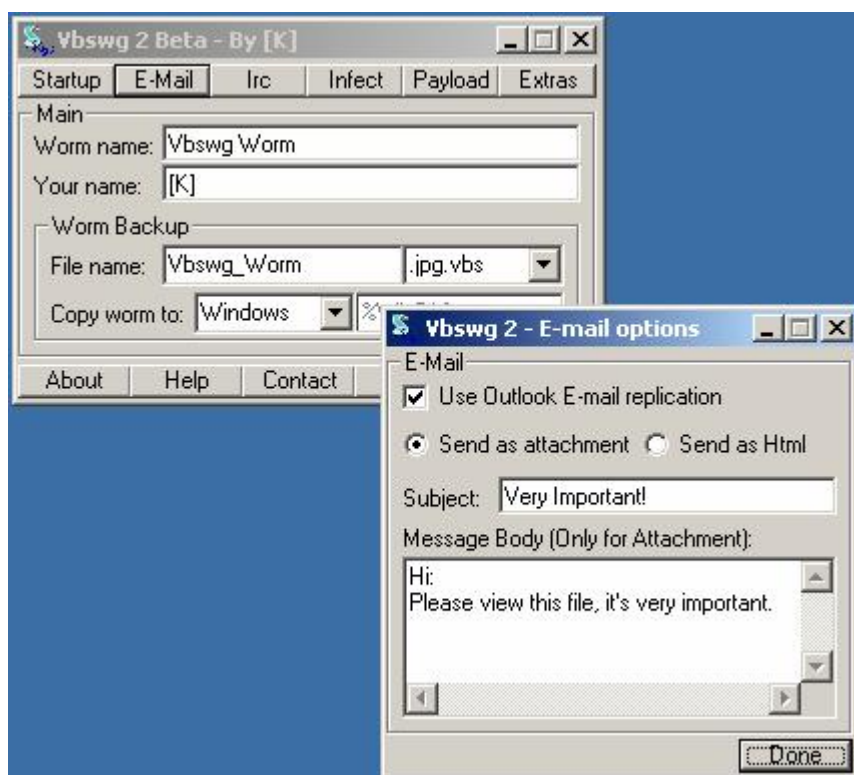 Vbswg 2 Beta - By [K]
Startup E-Mail Irc Infect Payload Extras
Main
Worm name: Vbswg Worm
Your name: [K]
Worm Backup
File name: Vbswg_Worm .jpg.vbs
Copy worm to: Windows
About Help Contact
Vbswg 2 - E-mail options
E-Mail
Use Outlook E-mail replication
Send as attachment Send as Html
Subject: Very Important!
Message Body (Only for Attachment):
Hi:
Please view this file, it's very important.
Done